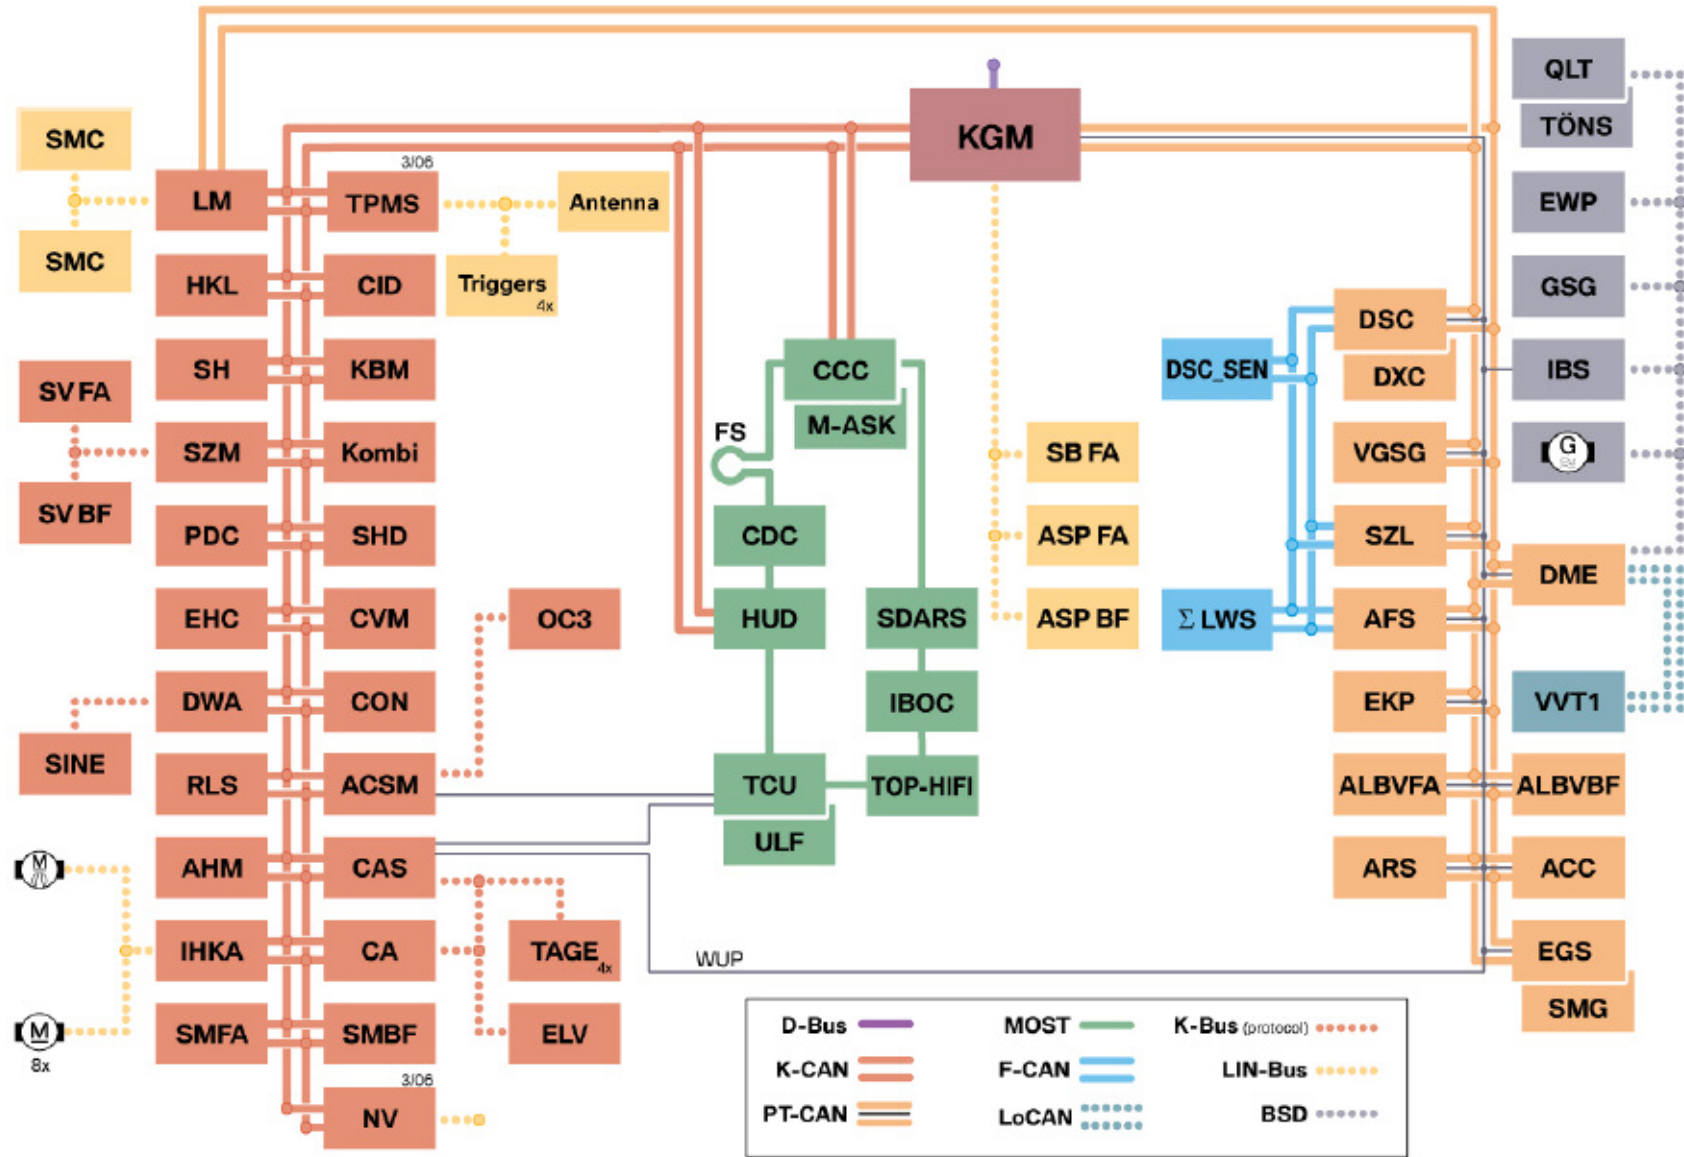 QLT
TÖNS
SMC
KGM
3/06
LM
TPMS
Antenna
EWP
SMC
HKL
CID
Triggers
4x
GSG
DSC
SH
KBM
CCC
DSC_SEN
DXC
IBS
SV FA
M-ASK
FS
SZM
Kombi
SB FA
VGSG
G
SV BF
PDC
SHD
CDC
ASP FA
SZL
DME
EHC
CVM
OC3
HUD
SDARS
ASP BF
Σ LWS
AFS
DWA
CON
IBOC
EKP
VVT1
SINE
RLS
ACSM
TCU
TOP-HIFI
ALBVFA
ALBVBF
ULF
M
AHM
CAS
ARS
ACC
IHKA
CA
TAGE
4x
WUP
EGS
SMG
M
8x
SMFA
SMBF
ELV
3/06
NV
D-Bus
MOST
K-Bus (protocol)
K-CAN
F-CAN
LIN-Bus
PT-CAN
LoCAN
BSD